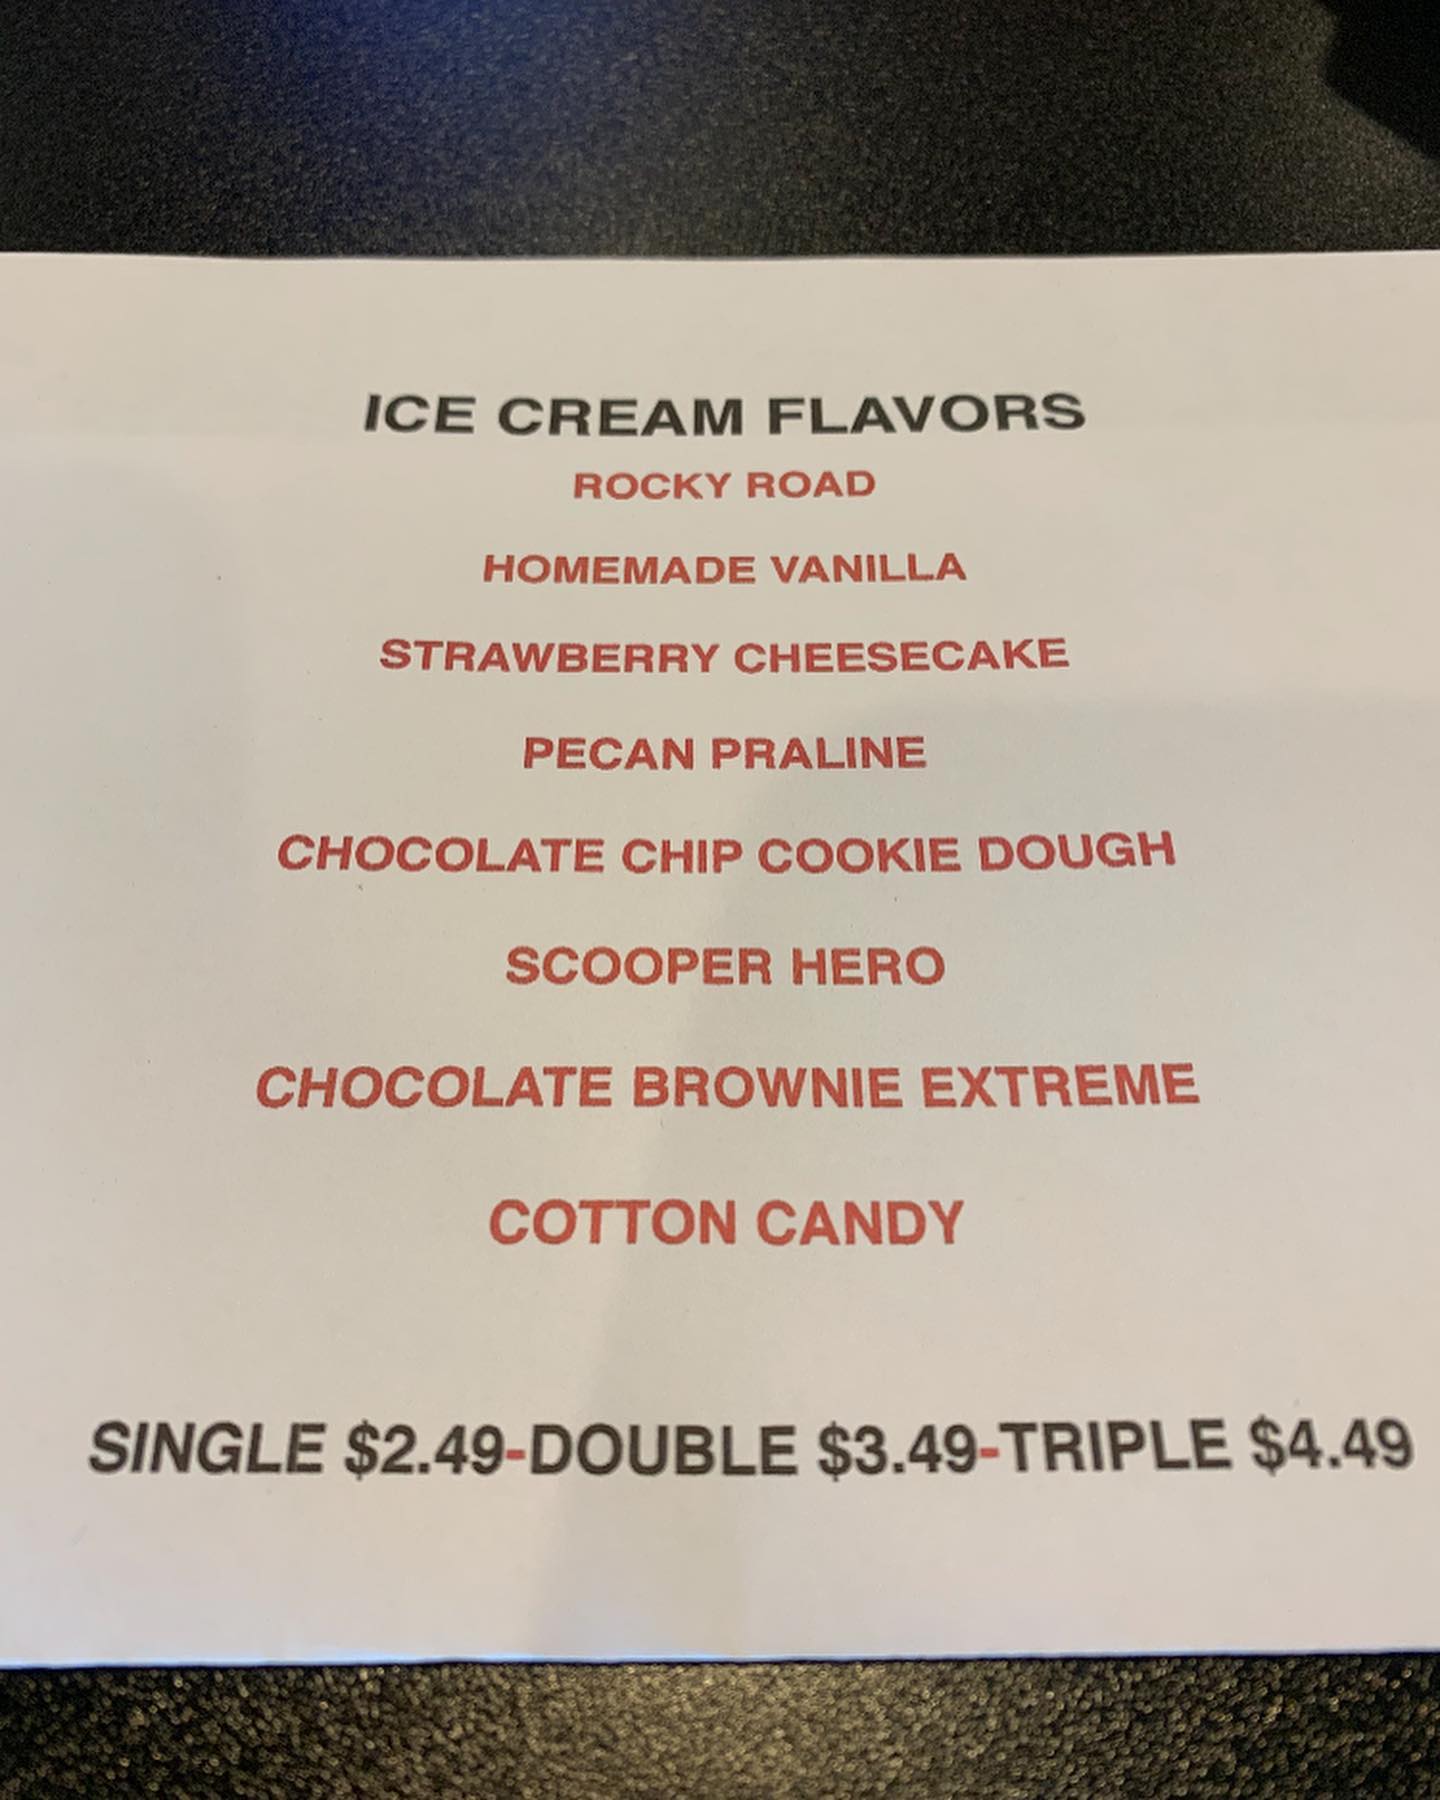 ICE CREAM FLAVORS
ROCKY ROAD
HOMEMADE VANILLA
STRAWBERRY CHEESECAKE
PECAN PRALINE
CHOCOLATE CHIP COOKIE DOUGH
SCOOPER HERO
CHOCOLATE BROWNIE EXTREME
COTTON CANDY
SINGLE $2.49-DOUBLE $3.49-TRIPLE $4.49